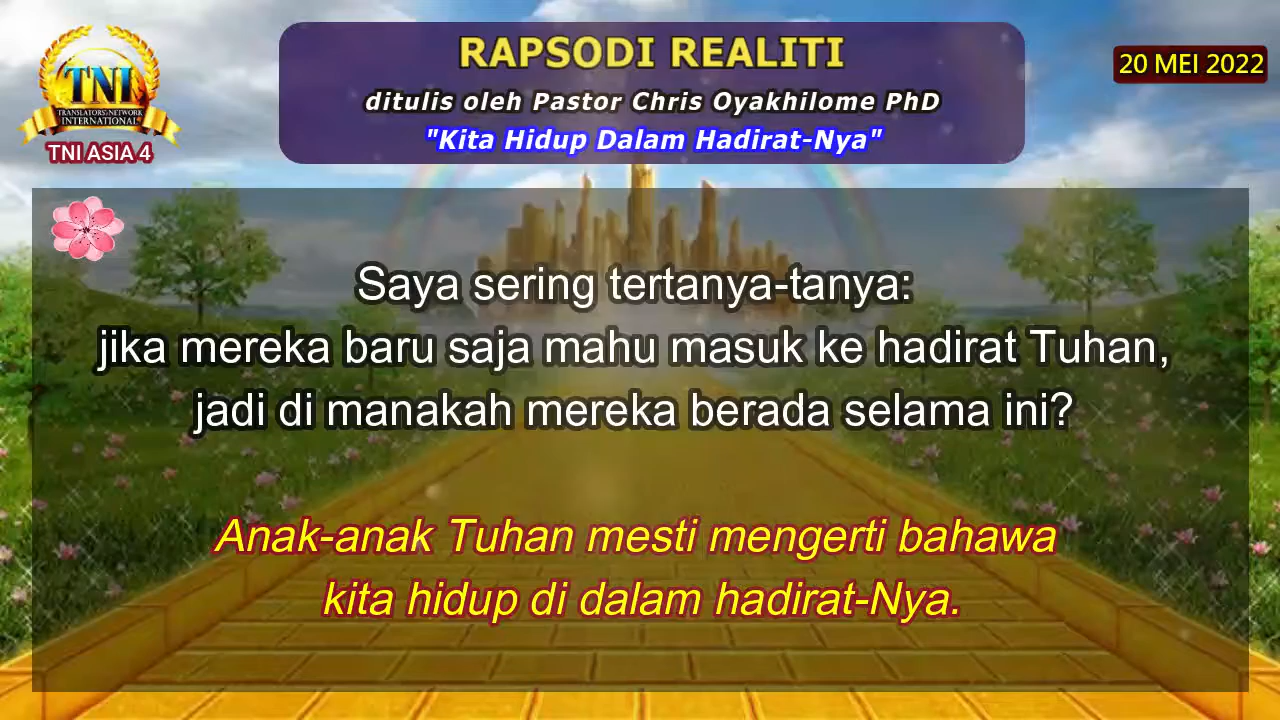 TNI
TRANSLATORS' NETWORK
INTERNATIONAL
TNI ASIA 4
RAPSODI REALITI
ditulis oleh Pastor Chris Oyakhilome PhD
"Kita Hidup Dalam Hadirat-Nya"
20 MEI 2022
Saya sering tertanya-tanya:
jika mereka baru saja mahu masuk ke hadirat Tuhan,
jadi di manakah mereka berada selama ini?
Anak-anak Tuhan mesti mengerti bahawa
kita hidup di dalam hadirat-Nya.